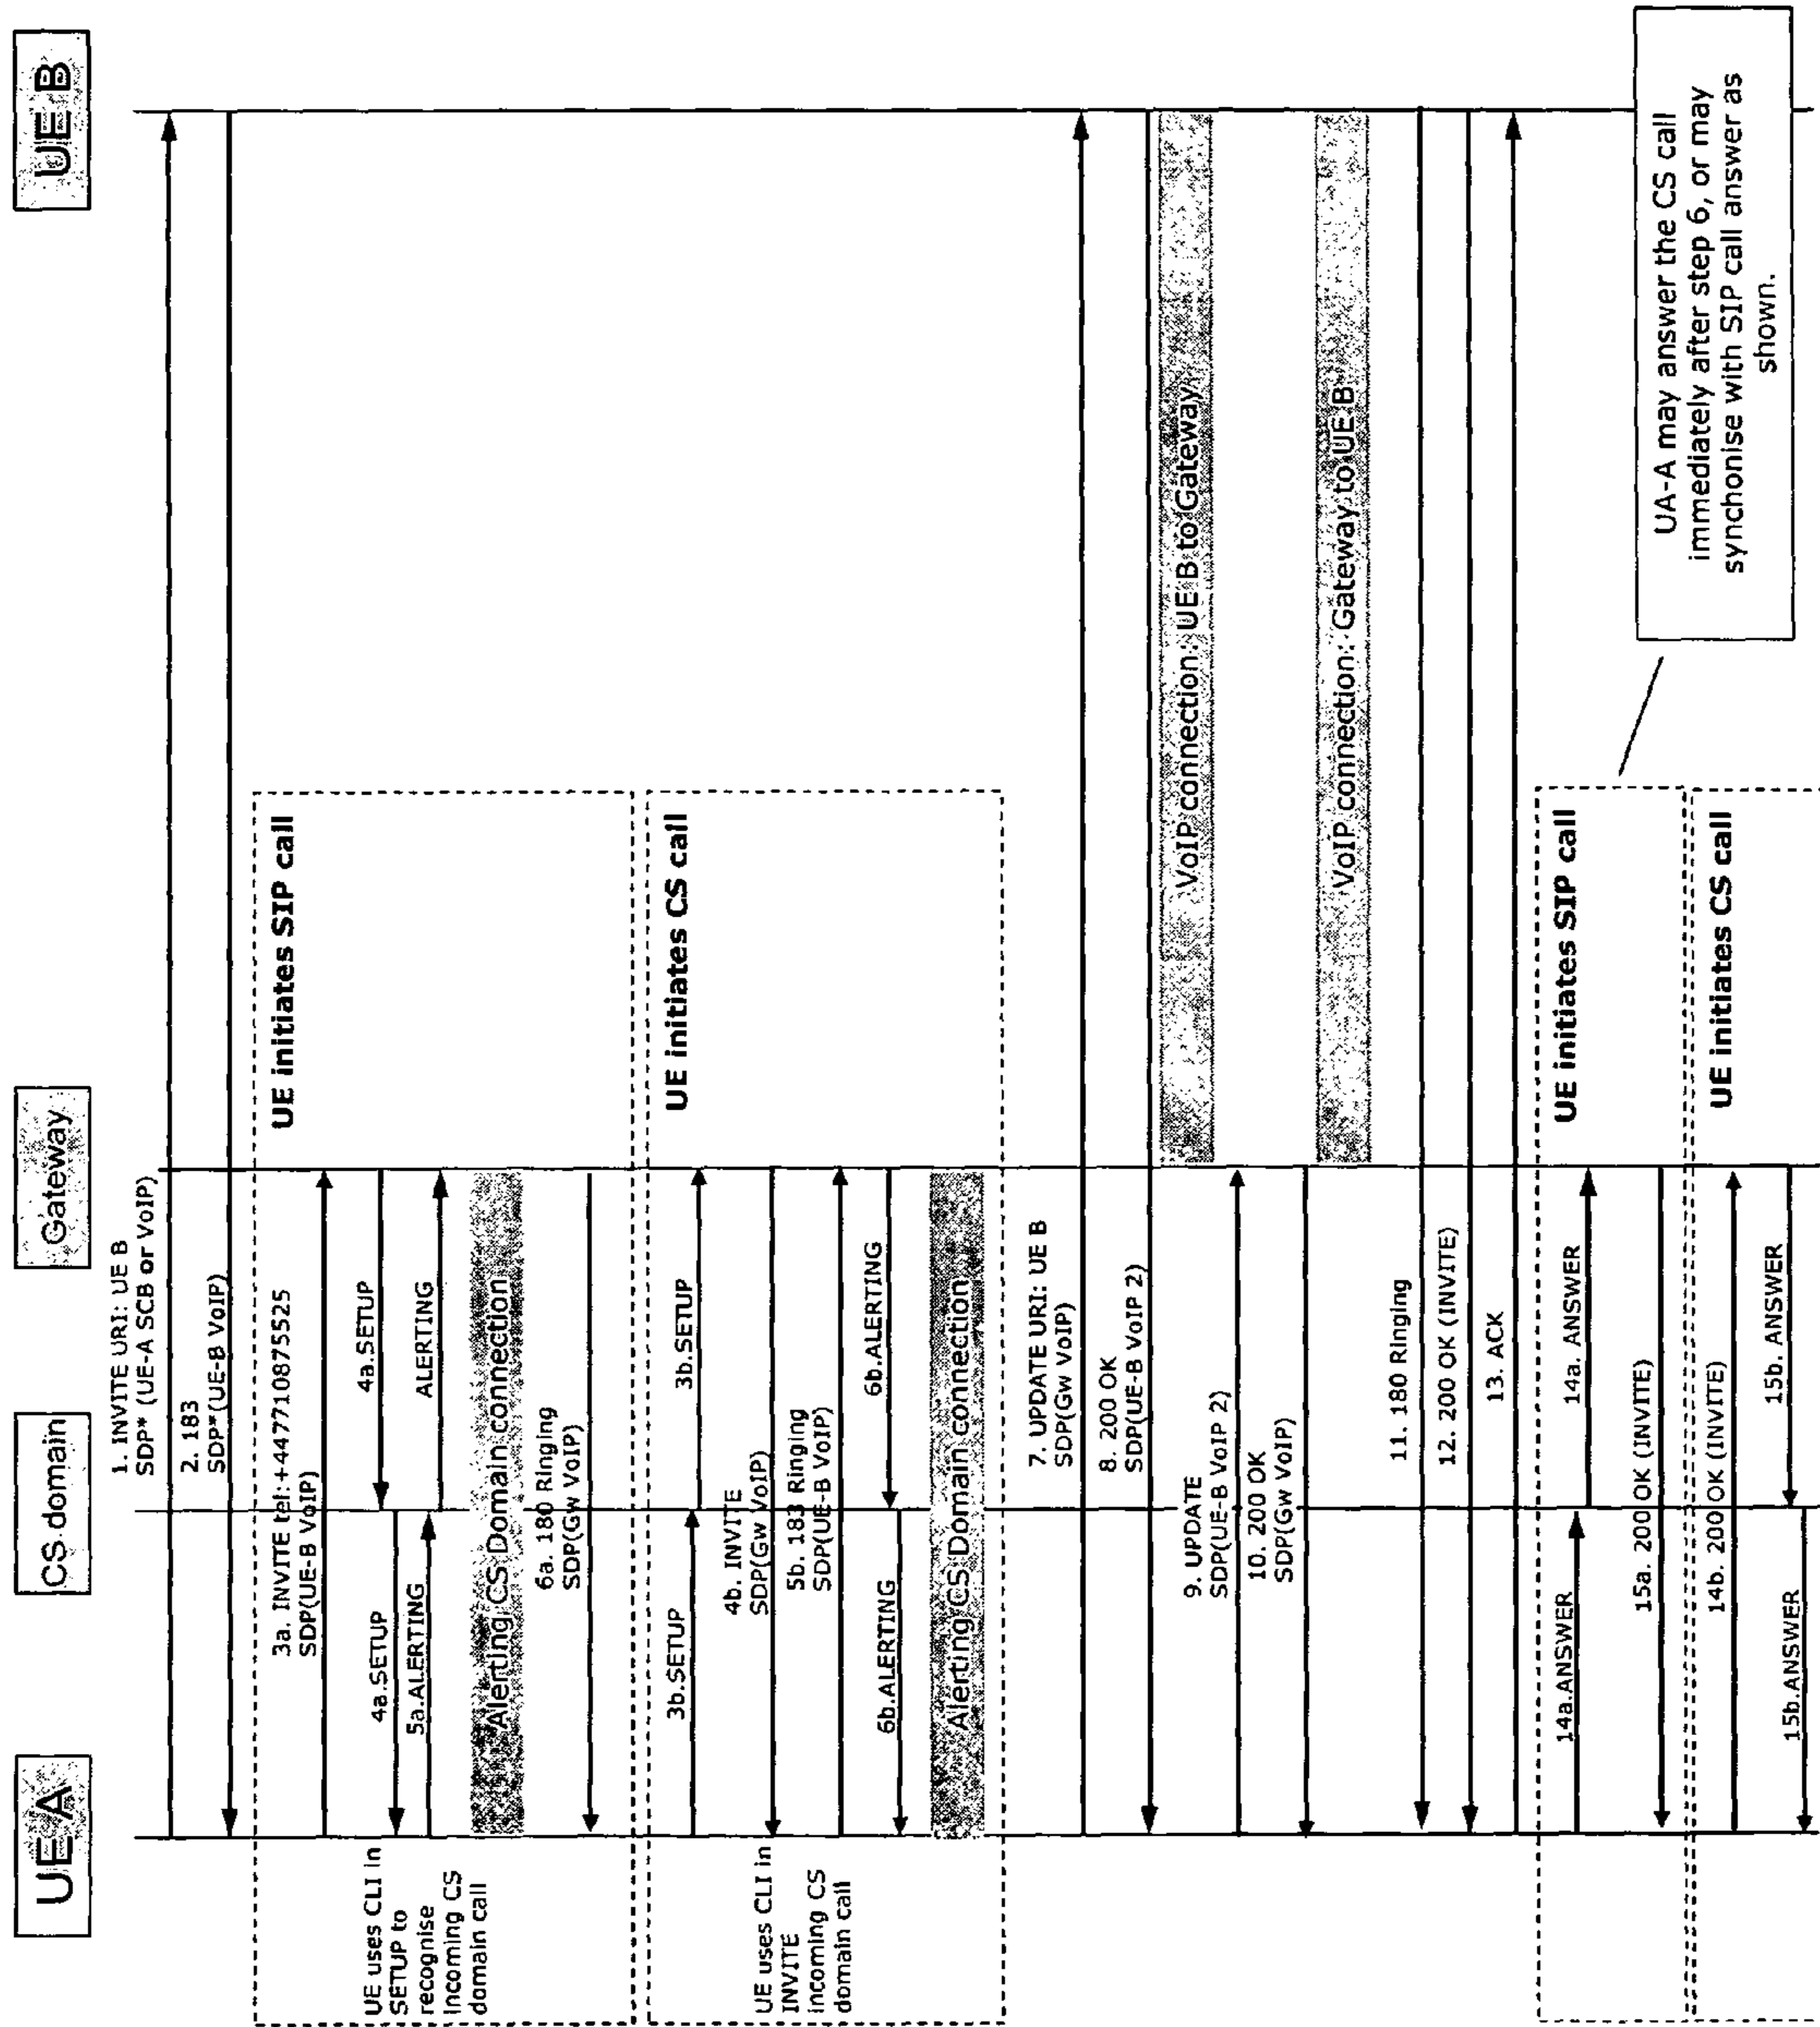 UE A
CS domain
Gateway
UE B
1. INVITE URI: UE B
SDP* (UE-A SCB or VoIP)
2. 183
SDP*(UE-B VoIP)
UE initiates SIP call
3a. INVITE tel:+447710875525
SDP(UE-B VoIP)
UE uses CLI in
SETUP to
recognise
incoming CS
domain call
4a.SETUP
4a.SETUP
5a.ALERTING
ALERTING
Alerting CS Domain connection
6a. 180 Ringing
SDP(Gw VoIP)
UE initiates CS call
3b.SETUP
3b.SETUP
UE uses CLI in
INVITE
incoming CS
domain call
4b. INVITE
SDP(Gw VoIP)
5b. 183 Ringing
SDP(UE-B VoIP)
6b.ALERTING
6b.ALERTING
Alerting CS Domain connection
7. UPDATE URI: UE B
SDP(Gw VoIP)
8. 200 OK
SDP(UE-B VoIP 2)
VoIP connection: UE B to Gateway
9. UPDATE
SDP(UE-B VoIP 2)
10. 200 OK
SDP(Gw VoIP)
VoIP connection: Gateway to UE B
11. 180 Ringing
12. 200 OK (INVITE)
13. ACK
UE initiates SIP call
14a.ANSWER
14a. ANSWER
15a. 200 OK (INVITE)
UA-A may answer the CS call
immediately after step 6, or may
synchonise with SIP call answer as
shown.
UE initiates CS call
14b. 200 OK (INVITE)
15b.ANSWER
15b. ANSWER